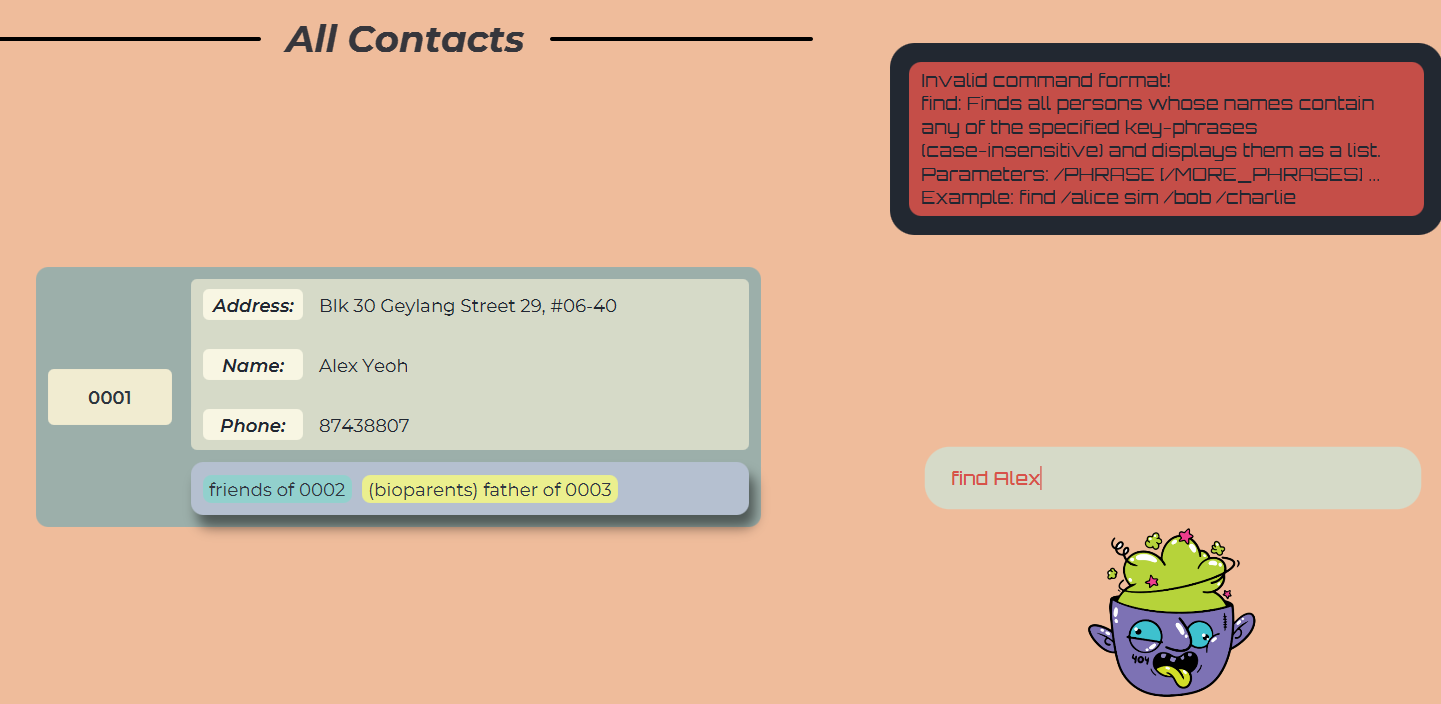 All Contacts
Invalid command format!
find: Finds all persons whose names contain
any of the specified key-phrases
(case-insensitive) and displays them as a list.
Parameters: /PHRASE [/MORE_PHRASES] ...
Example: find /alice sim /bob /charlie
0001
Address: Blk 30 Geylang Street 29, #06-40
Name: Alex Yeoh
Phone: 87438807
friends of 0002 (bioparents) father of 0003
find Alex
404